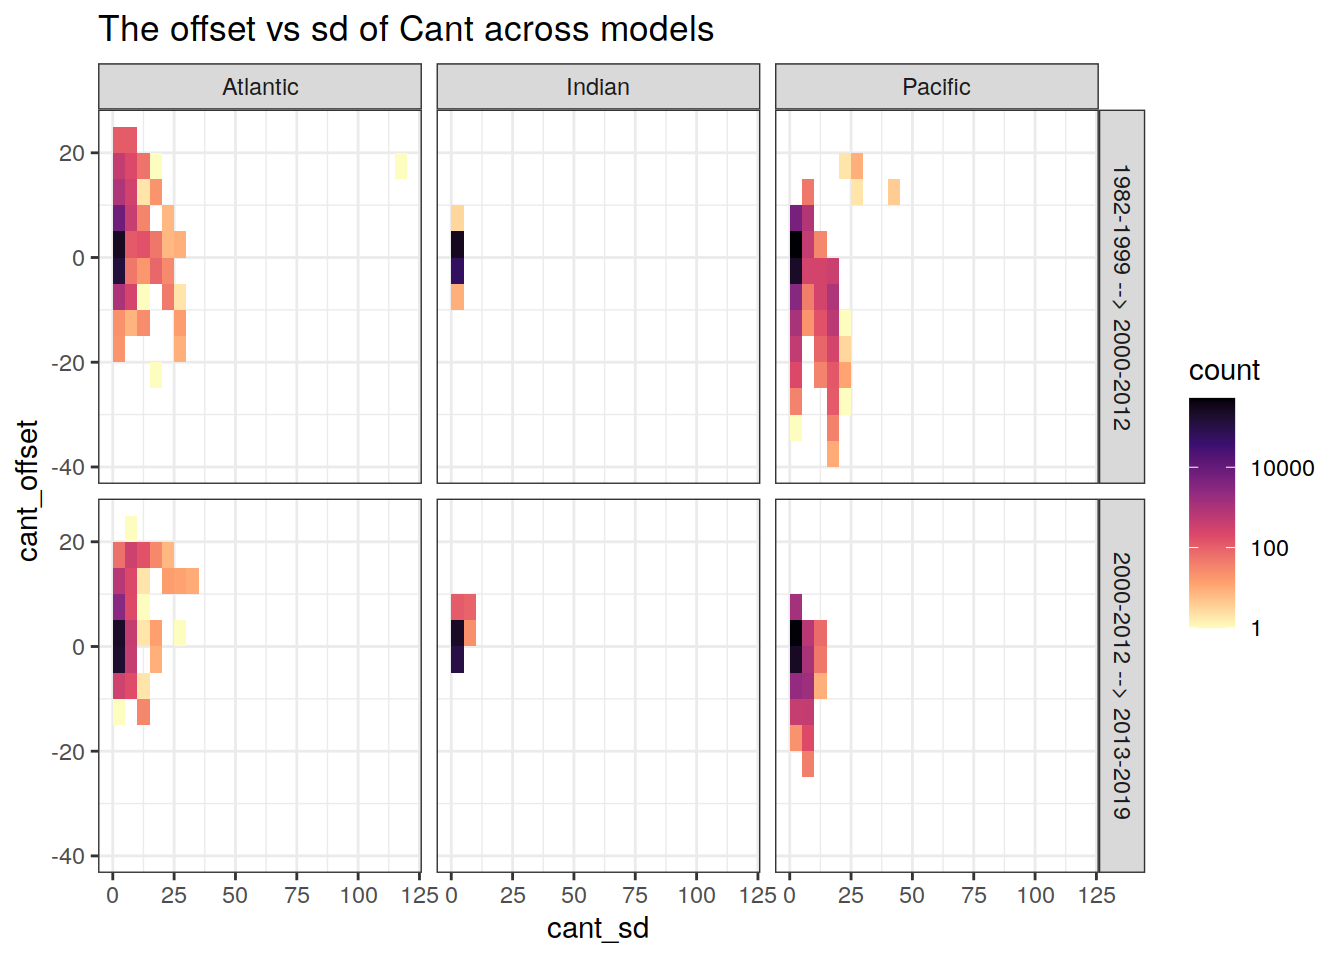 The offset vs sd of Cant across models
Atlantic
Indian
Pacific
20
0
-20
-40
1982-1999 --> 2000-2012
20
0
-20
-40
2000-2012 --> 2013-2019
cant_offset
0 25 50 75 100 125
0 25 50 75 100 125
0 25 50 75 100 125
cant_sd
count
10000
100
1